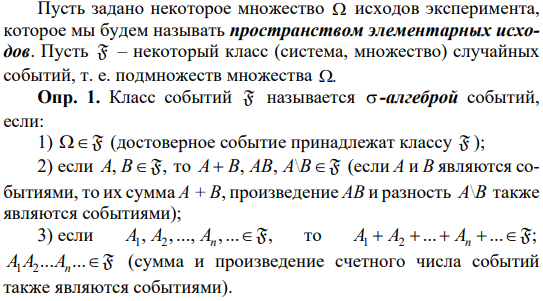 Пусть задано некоторое множество Ω исходов эксперимента,
которое мы будем называть пространством элементарных исхо-
дов. Пусть 𝔉 – некоторый класс (система, множество) случайных
событий, т. е. подмножеств множества Ω.
Опр. 1. Класс событий 𝔉 называется σ-алгеброй событий,
если:
1) Ω ∈ 𝔉 (достоверное событие принадлежат классу 𝔉);
2) если A, B ∈ 𝔉, то A + B, AB, A\B ∈ 𝔉 (если A и B являются со-
бытиями, то их сумма A + B, произведение AB и разность A\B также
являются событиями);
3) если A₁, A₂, ..., Aₙ, ... ∈ 𝔉, то A₁ + A₂ + ... + Aₙ + ... ∈ 𝔉;
A₁A₂...Aₙ... ∈ 𝔉 (сумма и произведение счетного числа событий
также являются событиями).